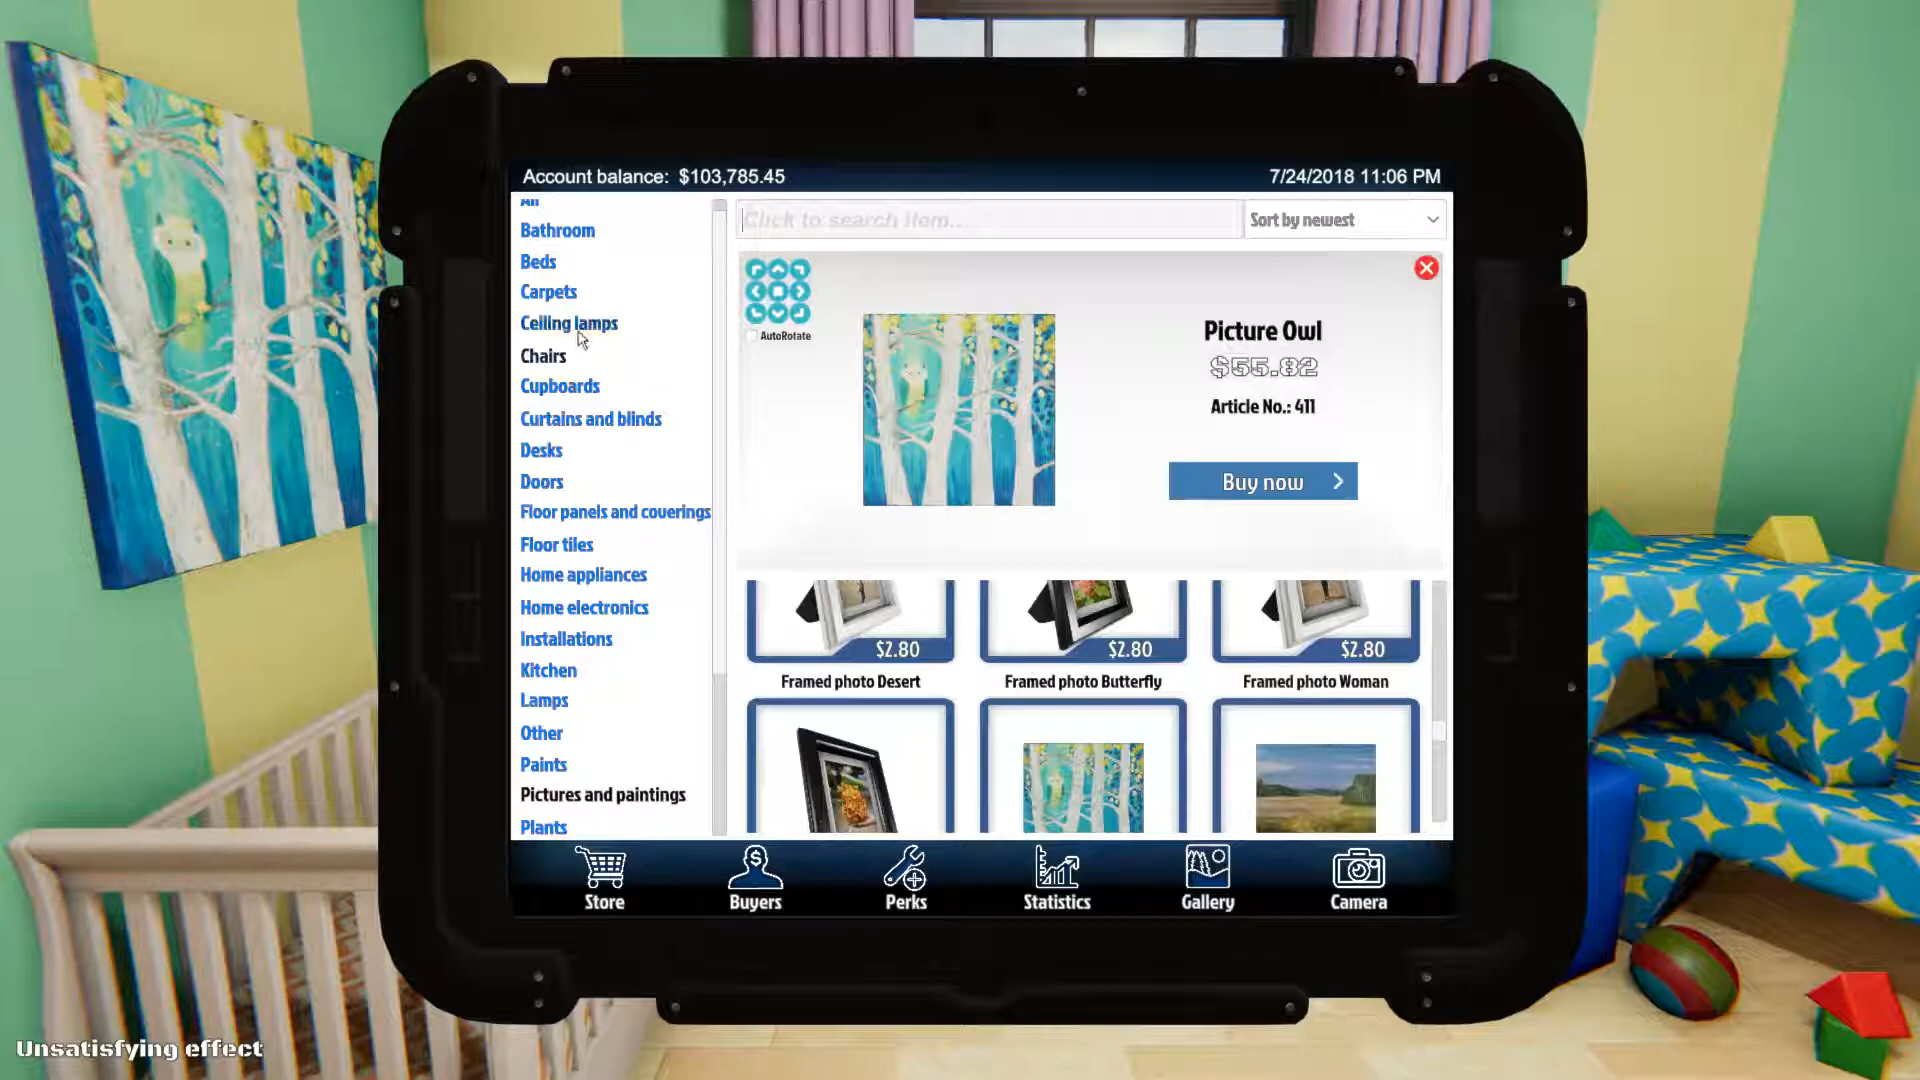 Account balance: $103,785.45
7/24/2018 11:06 PM
All
Bathroom
Beds
Carpets
Ceiling lamps
Chairs
Cupboards
Curtains and blinds
Desks
Doors
Floor panels and coverings
Floor tiles
Home appliances
Home electronics
Installations
Kitchen
Lamps
Other
Paints
Pictures and paintings
Plants
Click to search item..
Sort by newest
AutoRotate
Picture Owl
$55.82
Article No.: 411
Buy now
$2.80
$2.80
$2.80
Framed photo Desert
Framed photo Butterfly
Framed photo Woman
Store
Buyers
Perks
Statistics
Gallery
Camera
Unsatisfying effect